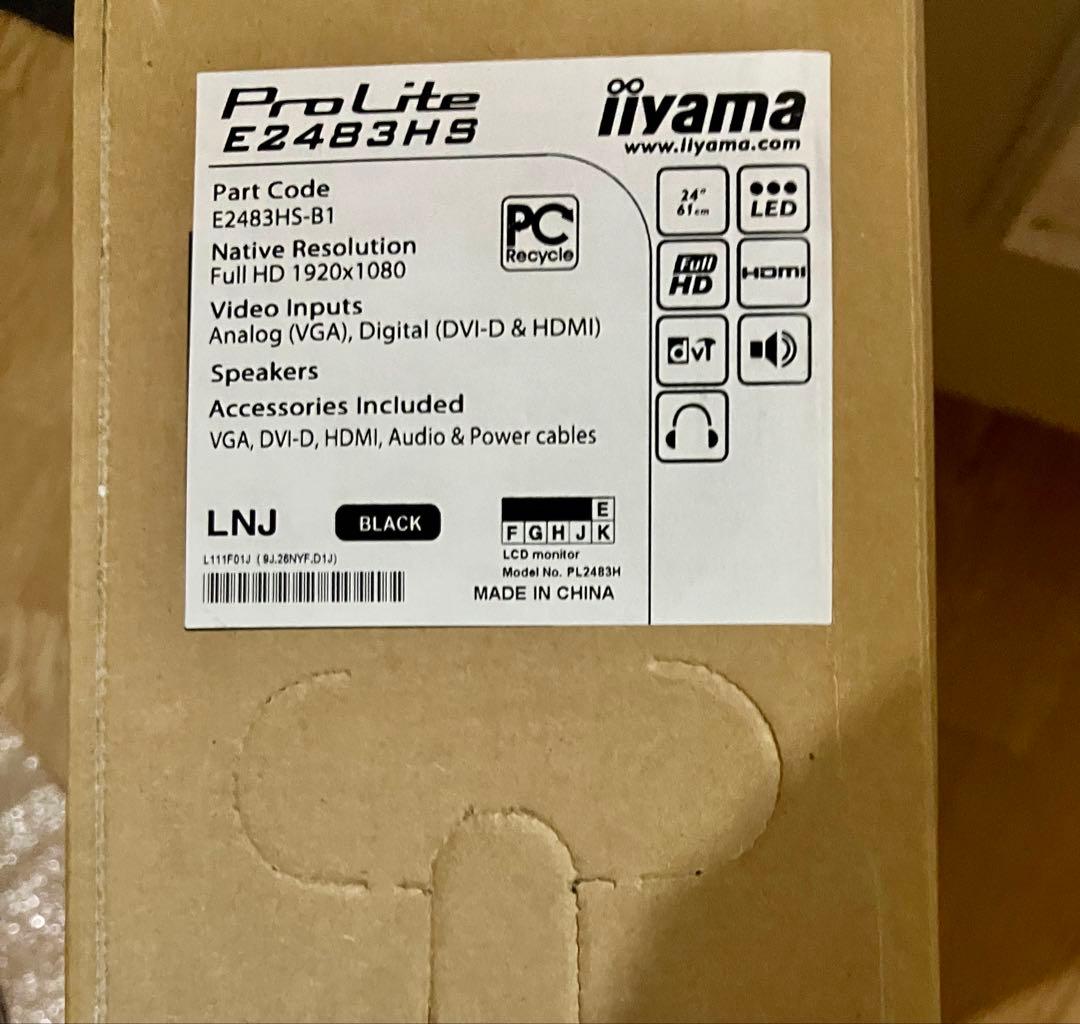 ProLite
E2483HS
iiyama
www.iiyama.com
Part Code
E2483HS-B1
Native Resolution
Full HD 1920x1080
Video Inputs
Analog (VGA), Digital (DVI-D & HDMI)
Speakers
Accessories Included
VGA, DVI-D, HDMI, Audio & Power cables
PC
Recycle
24"
61cm
LED
Full
HD
HDMI
DVI
LNJ
BLACK
L111F01J (9J.26NYF.D1J)
E
F G H J K
LCD monitor
Model No. PL2483H
MADE IN CHINA